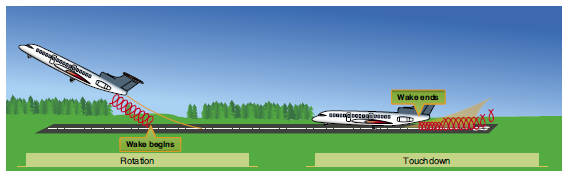 Wake ends
Wake begins
Rotation
Touchdown